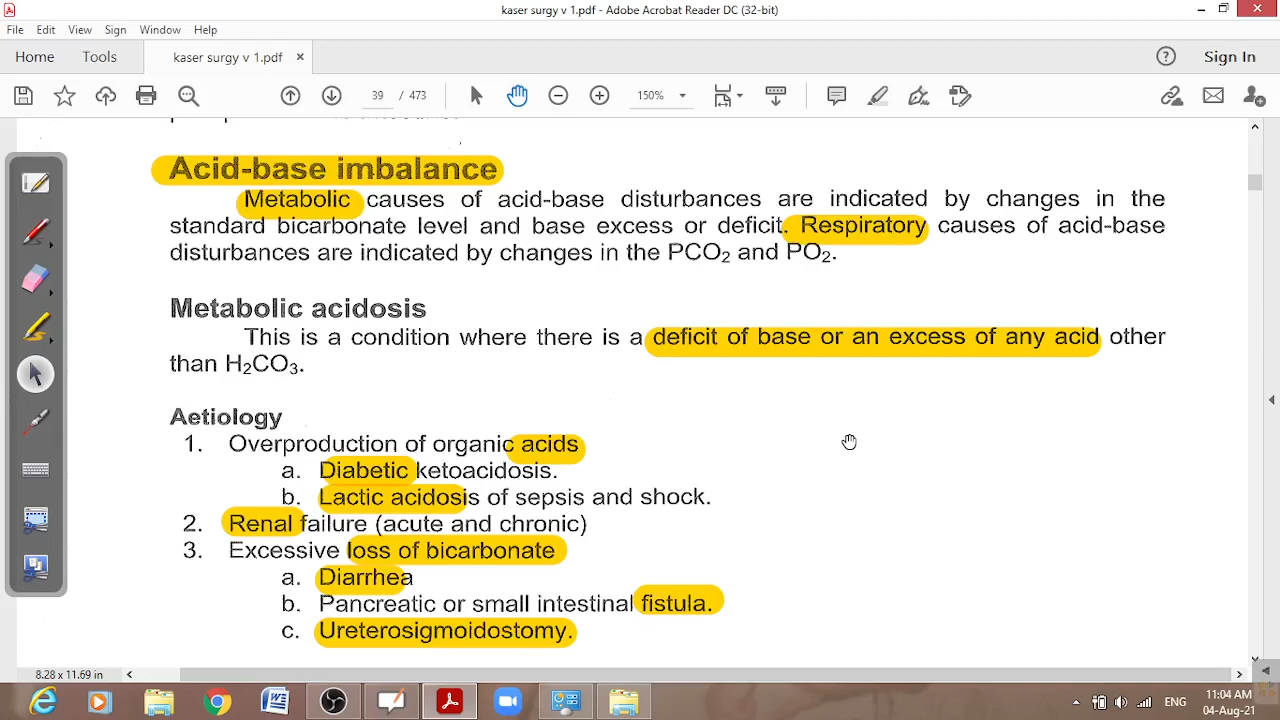 kaser surgy v 1.pdf - Adobe Acrobat Reader DC (32-bit)
File Edit View Sign Window Help
Home Tools kaser surgy v 1.pdf × Sign In
39 / 473 150%
Acid-base imbalance
Metabolic causes of acid-base disturbances are indicated by changes in the
standard bicarbonate level and base excess or deficit. Respiratory causes of acid-base
disturbances are indicated by changes in the PCO₂ and PO₂.
Metabolic acidosis
This is a condition where there is a deficit of base or an excess of any acid other
than H₂CO₃.
Aetiology
1. Overproduction of organic acids
a. Diabetic ketoacidosis.
b. Lactic acidosis of sepsis and shock.
2. Renal failure (acute and chronic)
3. Excessive loss of bicarbonate
a. Diarrhea
b. Pancreatic or small intestinal fistula.
c. Ureterosigmoidostomy.
8.28 x 11.69 in
ENG
11:04 AM
04-Aug-21